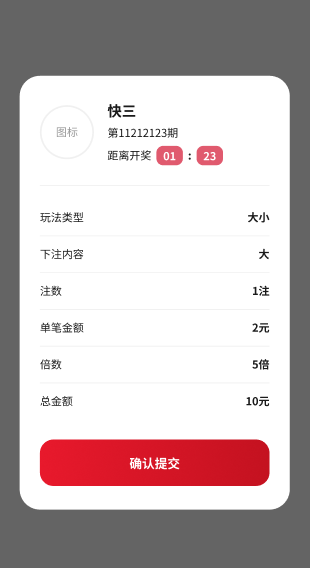 快三
图标
第11212123期
距离开奖 01 : 23
玩法类型 大小
下注内容 大
注数 1注
单笔金额 2元
倍数 5倍
总金额 10元
确认提交